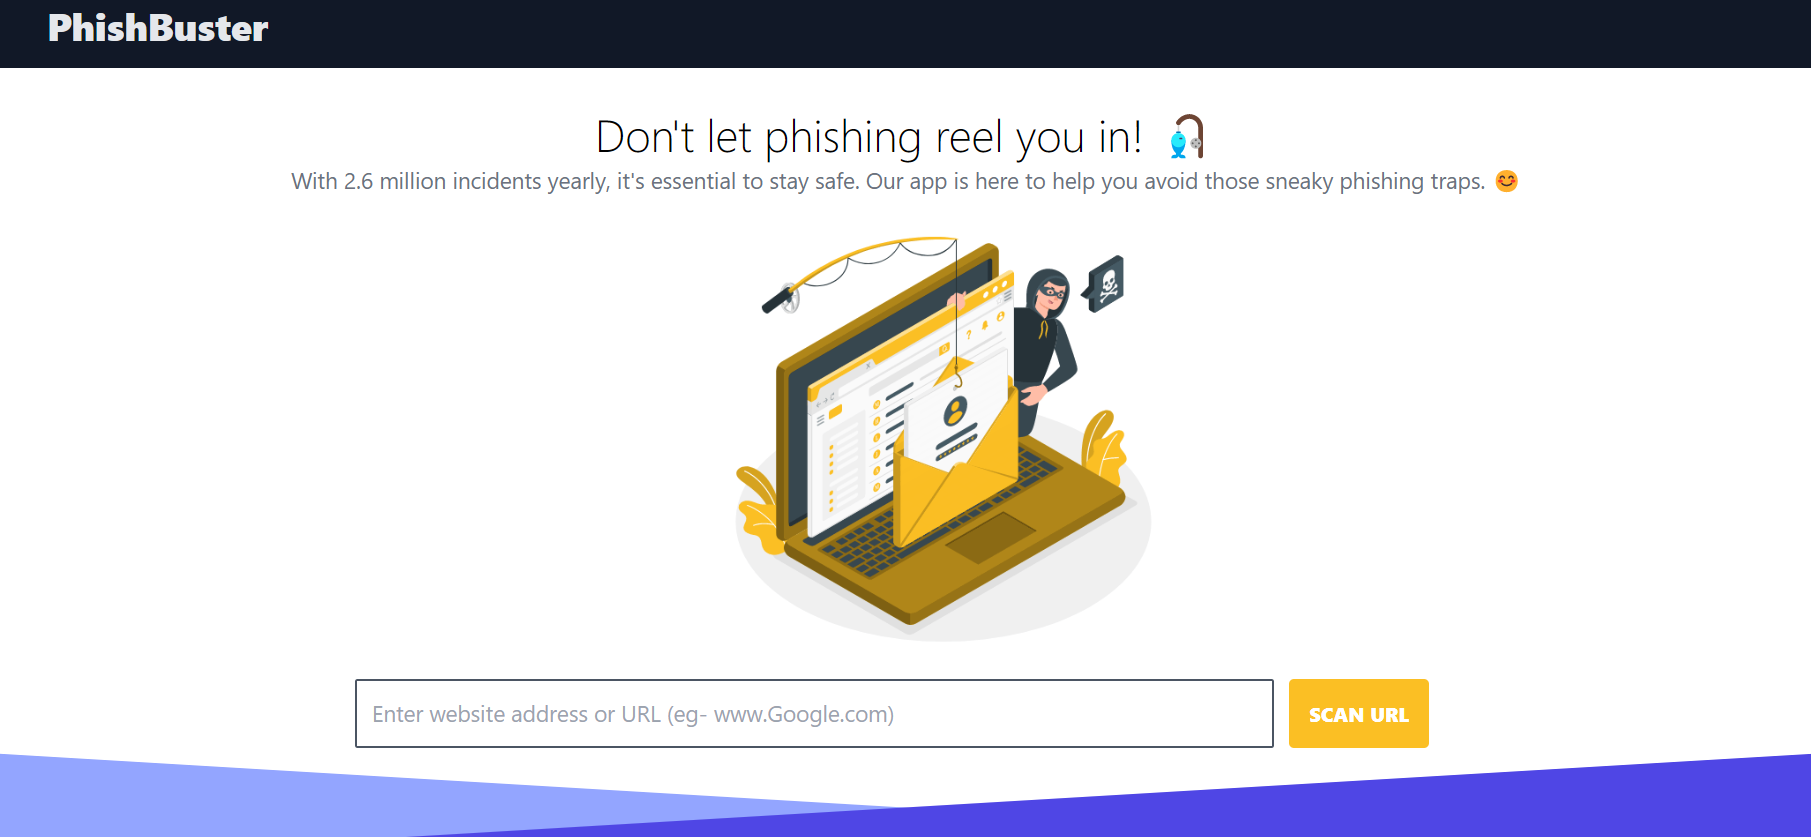 PhishBuster
Don't let phishing reel you in! 🎣
With 2.6 million incidents yearly, it's essential to stay safe. Our app is here to help you avoid those sneaky phishing traps. 😊
Enter website address or URL (eg- www.Google.com)
SCAN URL